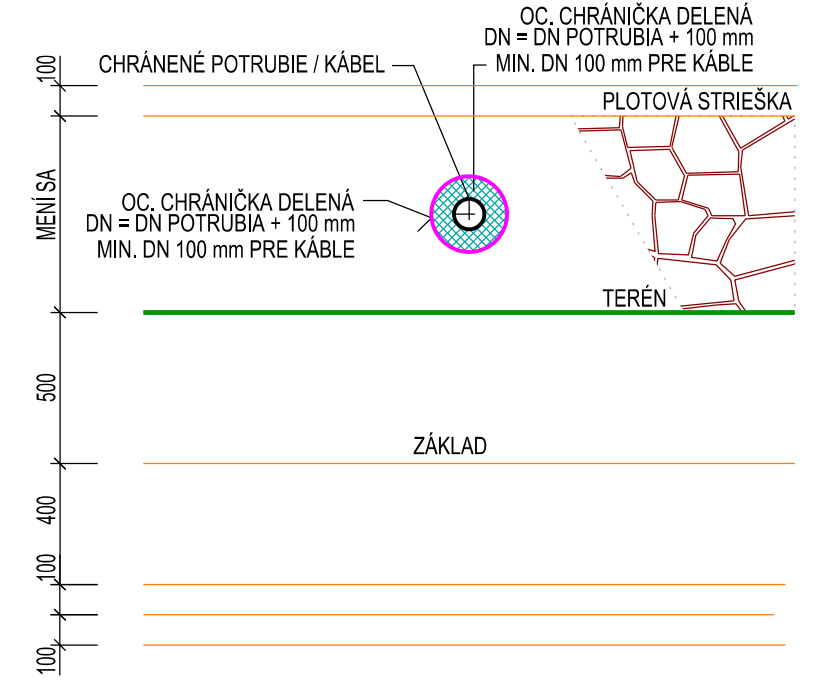 OC. CHRÁNIČKA DELENÁ
DN = DN POTRUBIA + 100 mm
MIN. DN 100 mm PRE KÁBLE
CHRÁNENÉ POTRUBIE / KÁBEL
100
PLOTOVÁ STRIEŠKA
MENÍ SA
OC. CHRÁNIČKA DELENÁ
DN = DN POTRUBIA + 100 mm
MIN. DN 100 mm PRE KÁBLE
TERÉN
500
ZÁKLAD
400
100
100